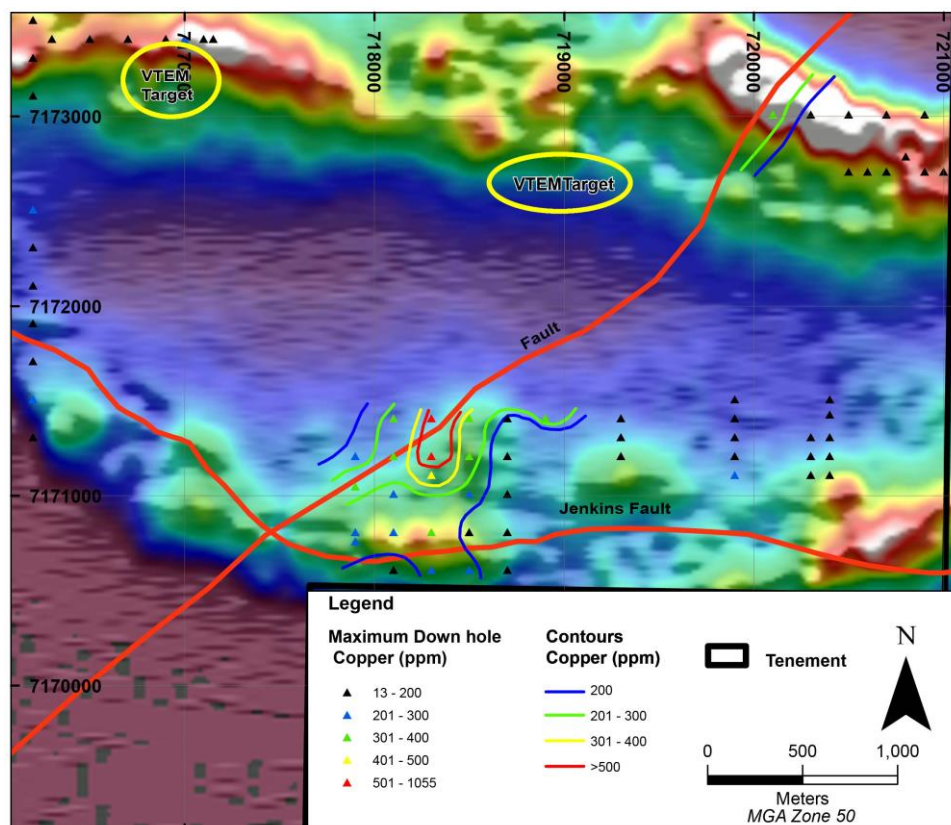 717000
718000
719000
720000
721000
VTEM
Target
7173000
VTEMTarget
7172000
Fault
7171000
Jenkins Fault
7170000
Legend
Maximum Down hole
Copper (ppm)
13 - 200
201 - 300
301 - 400
401 - 500
501 - 1055
Contours
Copper (ppm)
200
201 - 300
301 - 400
>500
Tenement
N
0 500 1,000
Meters
MGA Zone 50